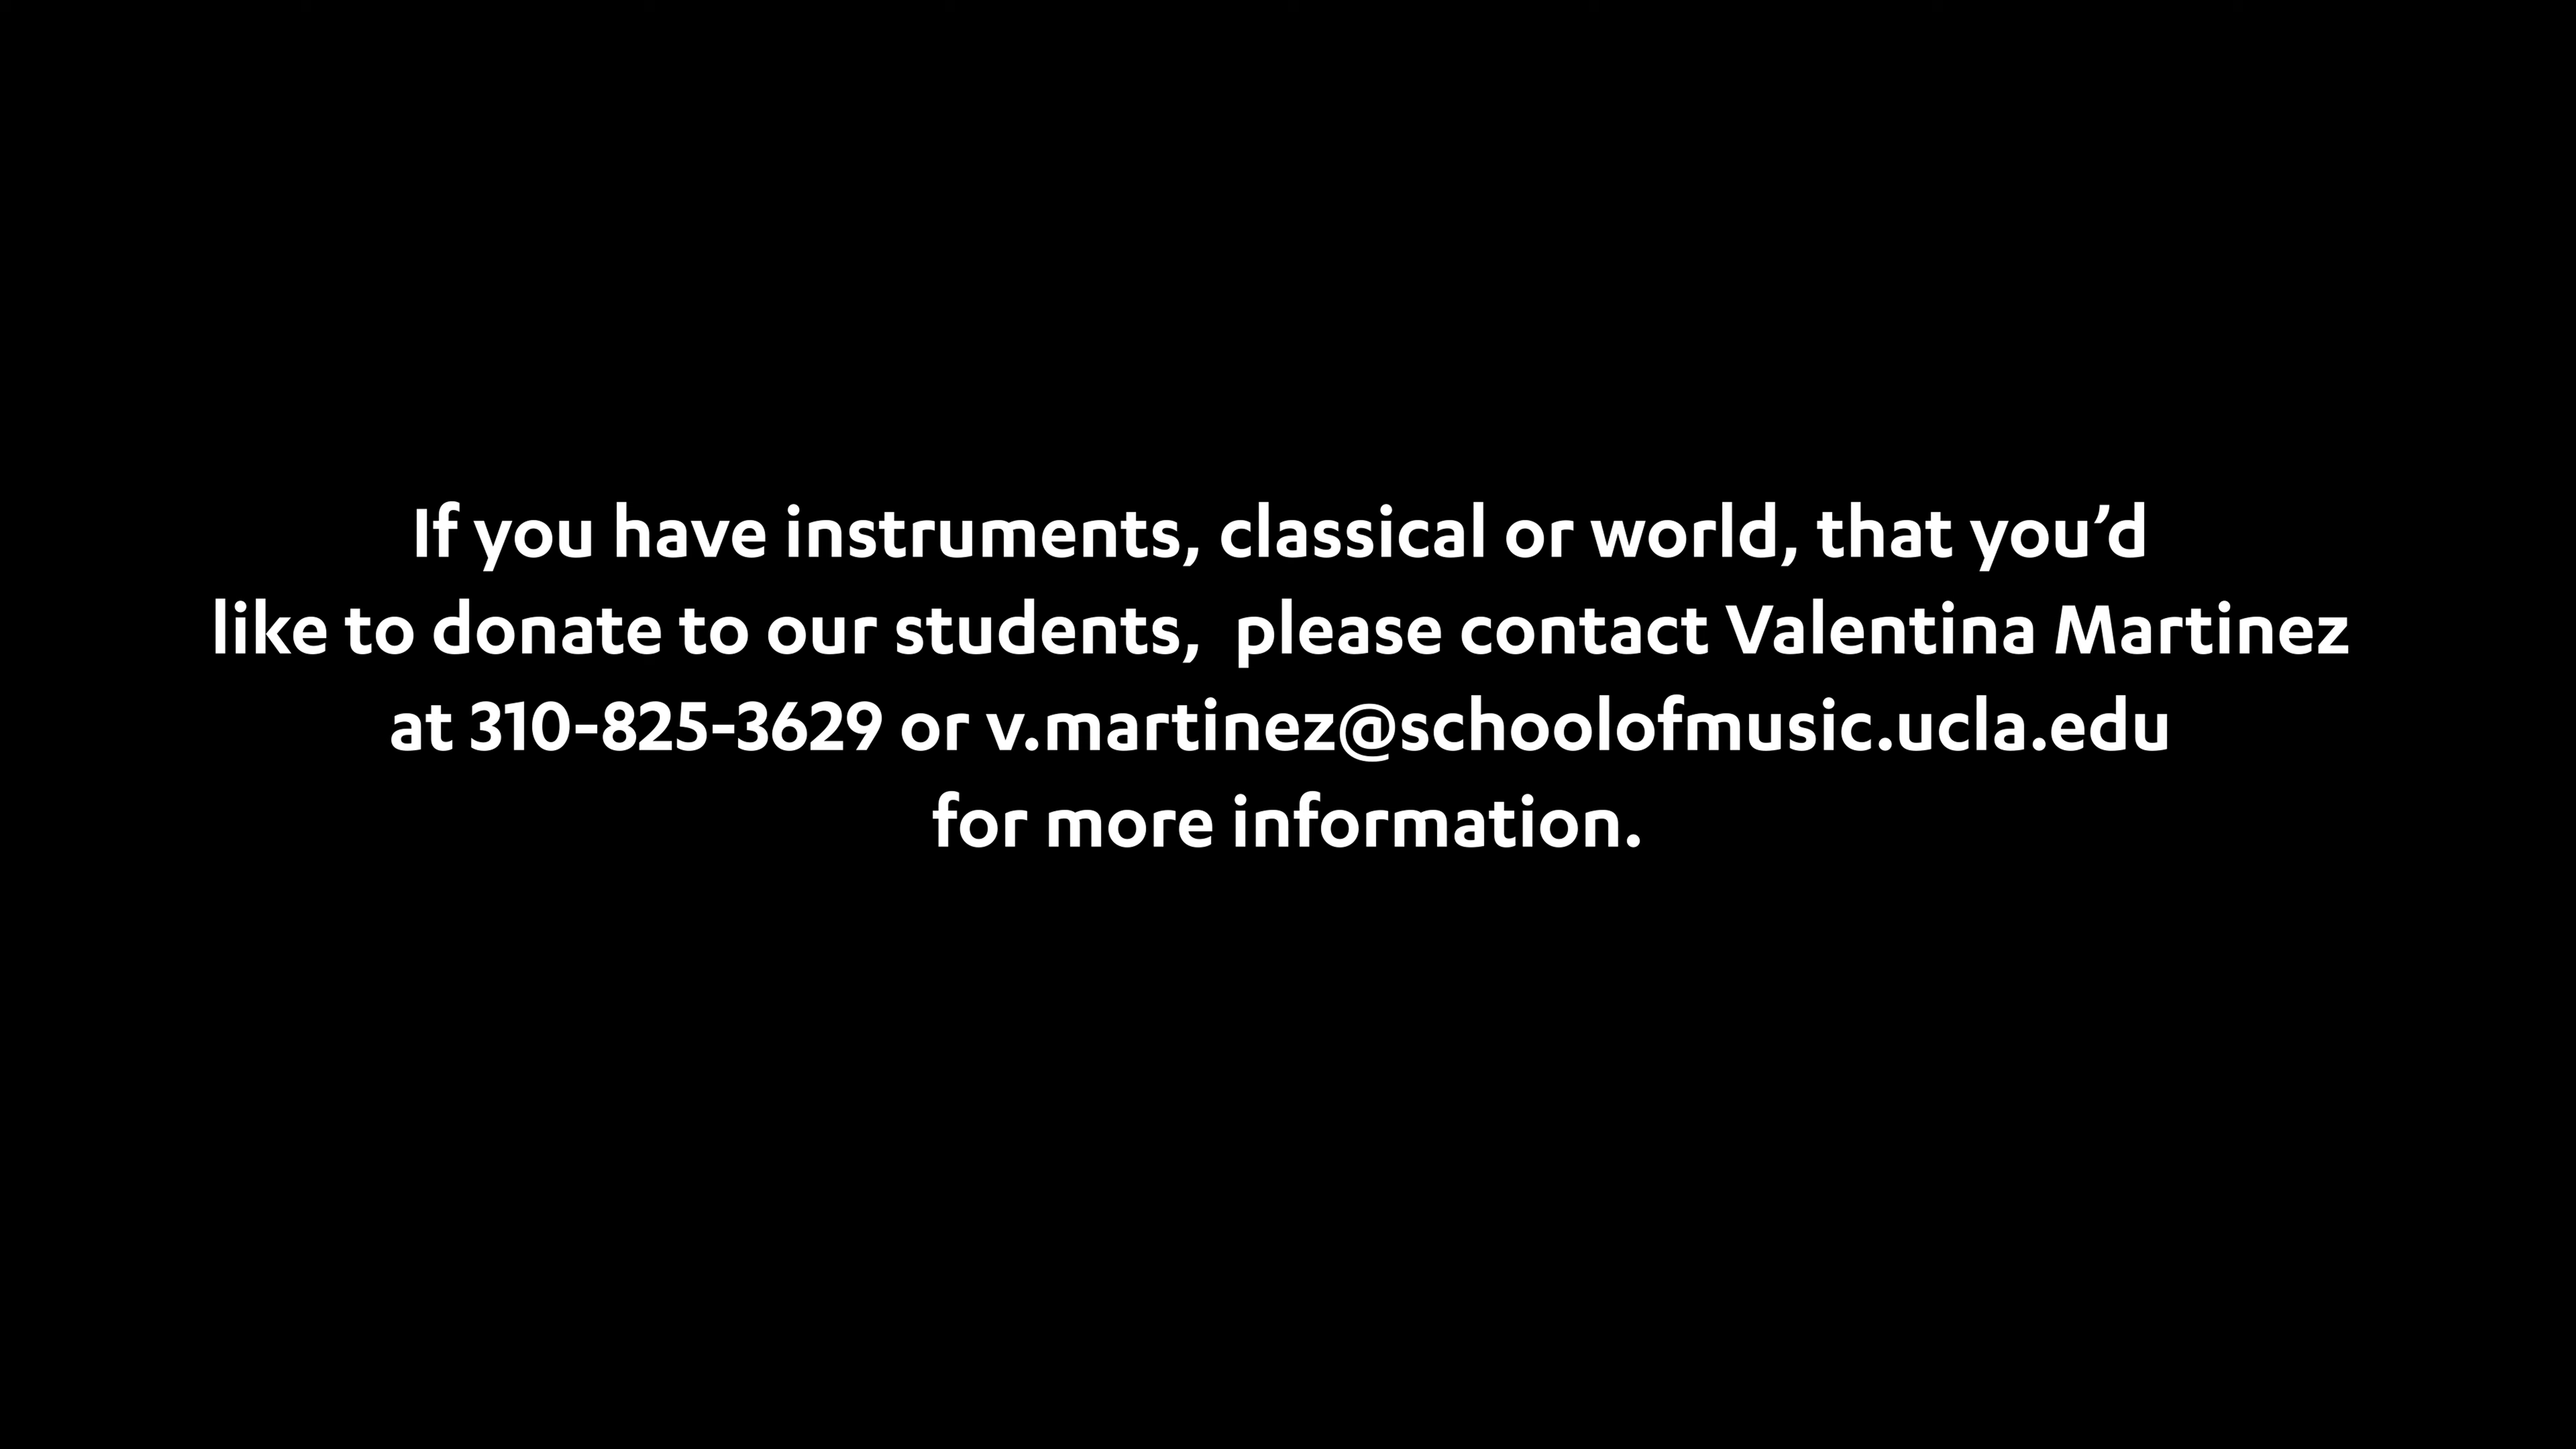 If you have instruments, classical or world, that you’d
like to donate to our students,  please contact Valentina Martinez
at 310-825-3629 or v.martinez@schoolofmusic.ucla.edu
for more information.